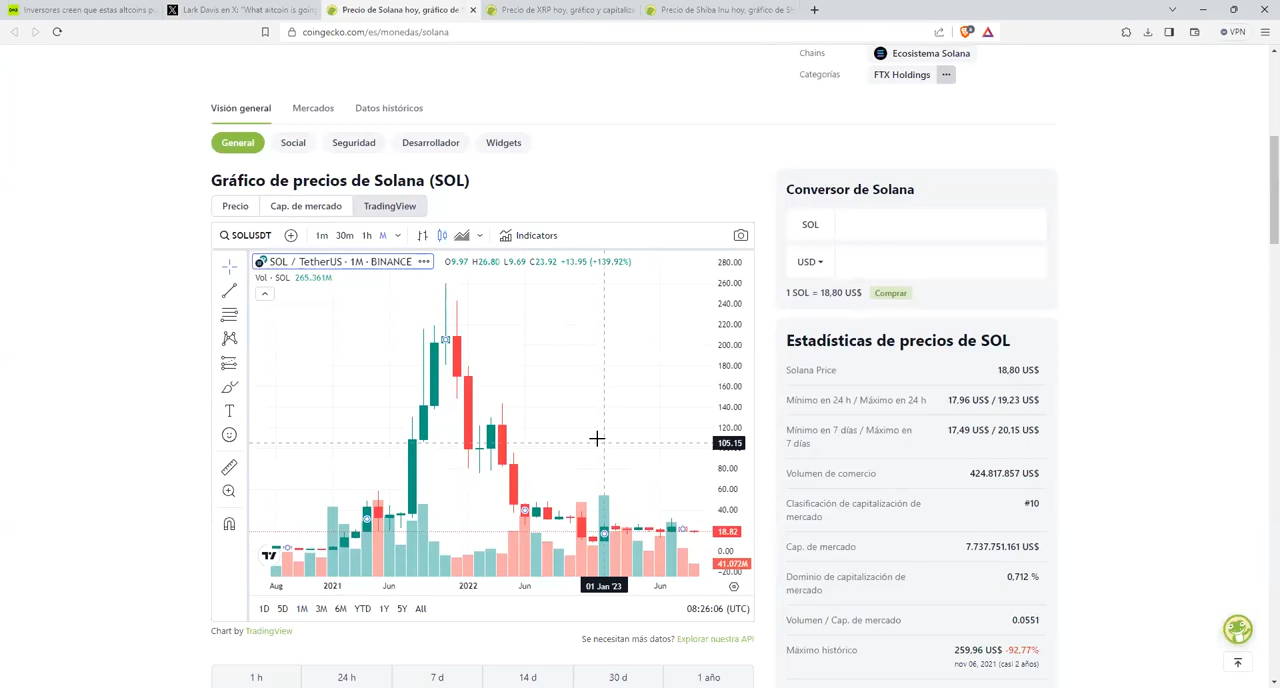 Inversores creen que estas altcoins p
Lark Davis en X: "What altcoin is goin
Precio de Solana hoy, gráfico de
Precio de XRP hoy, gráfico y capitaliz
Precio de Shiba Inu hoy, gráfico de S
coingecko.com/es/monedas/solana
VPN
Chains
Ecosistema Solana
Categorías
FTX Holdings
Visión general
Mercados
Datos históricos
General
Social
Seguridad
Desarrollador
Widgets
Gráfico de precios de Solana (SOL)
Precio
Cap. de mercado
TradingView
SOLUSDT
1m
30m
1h
M
Indicators
SOL / TetherUS · 1M · BINANCE
O9.97 H26.80 L9.69 C23.92 +13.95 (+139.92%)
Vol · SOL 265.361M
280.00
260.00
240.00
220.00
200.00
180.00
160.00
140.00
120.00
105.15
80.00
60.00
40.00
18.82
0.00
41.072M
−20.00
Aug
2021
Jun
2022
Jun
01 Jan '23
Jun
1D
5D
1M
3M
6M
YTD
1Y
5Y
All
08:26:06 (UTC)
Chart by TradingView
Se necesitan más datos? Explorar nuestra API
1 h
24 h
7 d
14 d
30 d
1 año
Conversor de Solana
SOL
USD
1 SOL = 18,80 US$
Comprar
Estadísticas de precios de SOL
Solana Price
18,80 US$
Mínimo en 24 h / Máximo en 24 h
17,96 US$ / 19,23 US$
Mínimo en 7 días / Máximo en
7 días
17,49 US$ / 20,15 US$
Volumen de comercio
424.817.857 US$
Clasificación de capitalización de
mercado
#10
Cap. de mercado
7.737.751.161 US$
Dominio de capitalización de
mercado
0,712 %
Volumen / Cap. de mercado
0.0551
Máximo histórico
259,96 US$ -92.77%
nov 06, 2021 (casi 2 años)